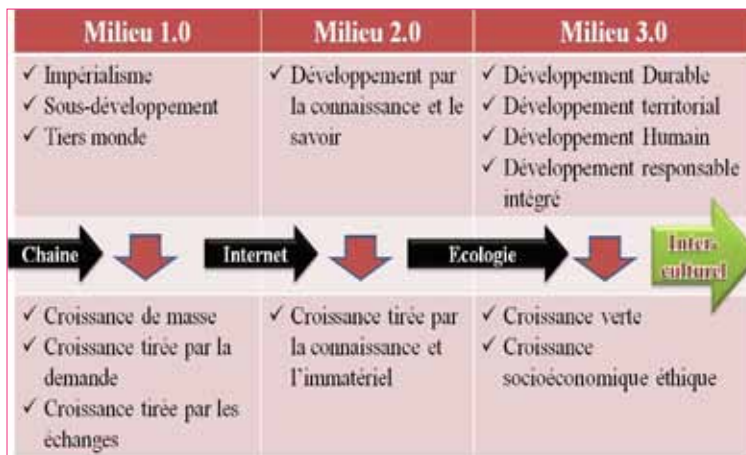 Milieu 1.0
Milieu 2.0
Milieu 3.0
✓ Impérialisme
✓ Sous-développement
✓ Tiers monde
✓ Développement par
la connaissance et le
savoir
✓ Développement Durable
✓ Développement territorial
✓ Développement Humain
✓ Développement responsable
intégré
Chaine
Internet
Ecologie
Inter-
culturel
✓ Croissance de masse
✓ Croissance tirée par la
demande
✓ Croissance tirée par les
échanges
✓ Croissance tirée par
la connaissance et
l'immatériel
✓ Croissance verte
✓ Croissance
socioéconomique éthique